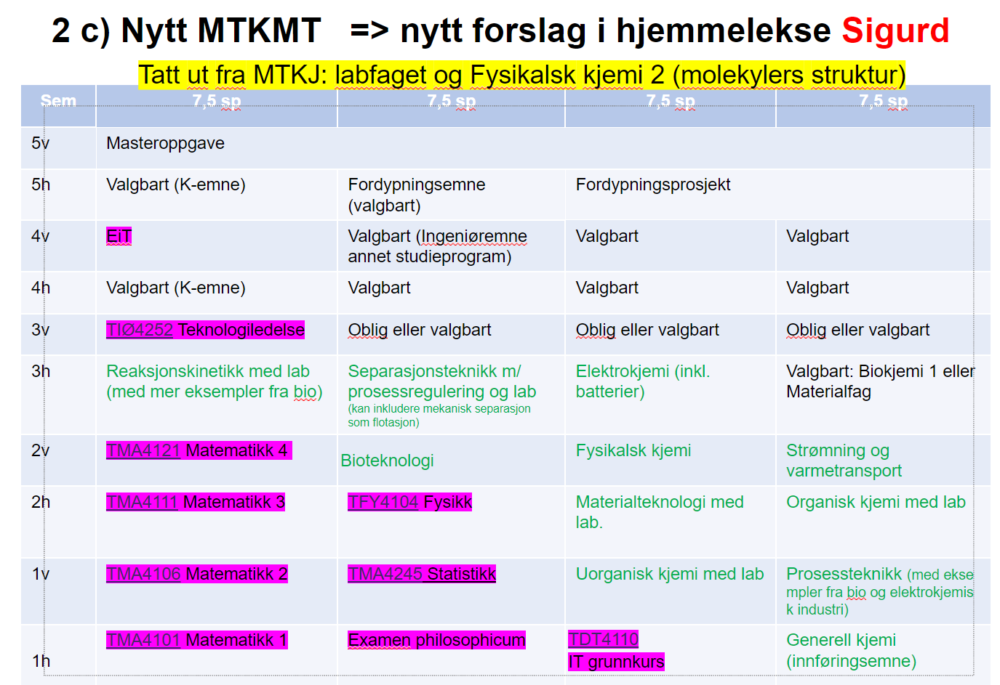 2 c) Nytt MTKMT => nytt forslag i hjemmelekse Sigurd
Tatt ut fra MTKJ: labfaget og Fysikalsk kjemi 2 (molekylers struktur)
Sem 7,5 sp 7,5 sp 7,5 sp 7,5 sp
5v Masteroppgave
5h Valgbart (K-emne) Fordypningsemne Fordypningsprosjekt
(valgbart)
4v EiT Valgbart (Ingeniøremne Valgbart Valgbart
annet studieprogram)
4h Valgbart (K-emne) Valgbart Valgbart Valgbart
3v TIØ4252 Teknologiledelse Oblig eller valgbart Oblig eller valgbart Oblig eller valgbart
3h Reaksjonskinetikk med lab Separasjonsteknikk m/ Elektrokjemi (inkl. Valgbart: Biokjemi 1 eller
(med mer eksempler fra bio) prosessregulering og lab batterier) Materialfag
(kan inkludere mekanisk separasjon
som flotasjon)
2v TMA4121 Matematikk 4 Bioteknologi Fysikalsk kjemi Strømning og
varmetransport
2h TMA4111 Matematikk 3 TFY4104 Fysikk Materialteknologi med Organisk kjemi med lab
lab.
1v TMA4106 Matematikk 2 TMA4245 Statistikk Uorganisk kjemi med lab Prosessteknikk (med ekse
mpler fra bio og elektrokjemis
k industri)
TMA4101 Matematikk 1 Examen philosophicum TDT4110 Generell kjemi
1h IT grunnkurs (innføringsemne)